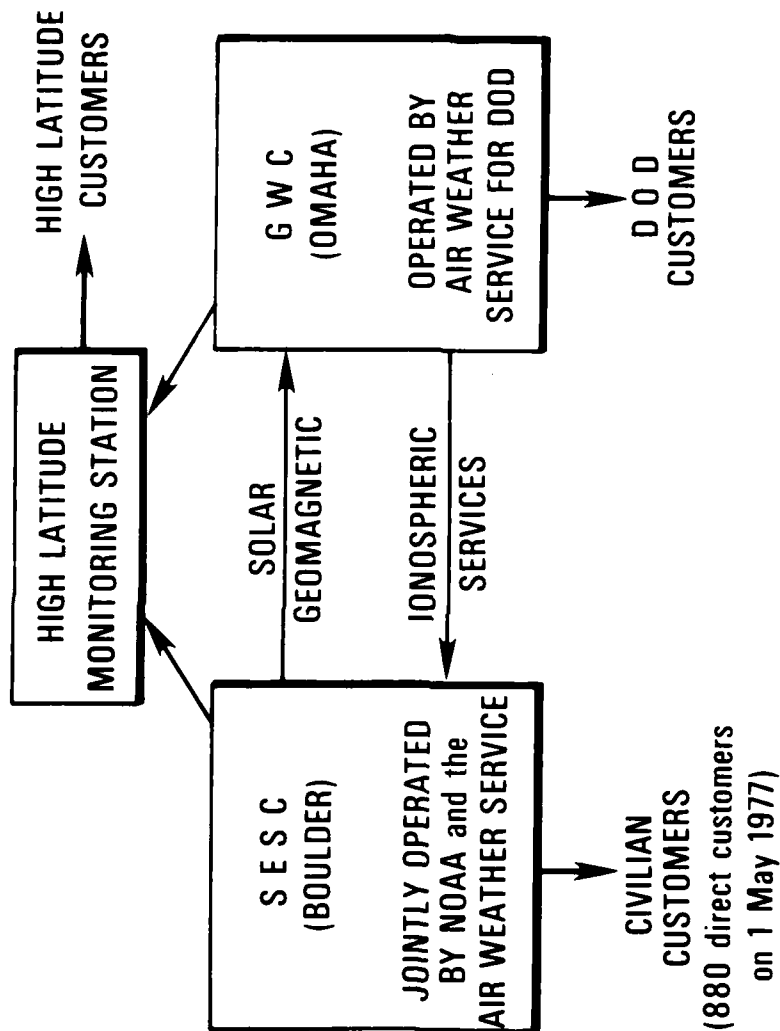 HIGH LATITUDE
MONITORING STATION
HIGH LATITUDE
CUSTOMERS
S E S C
(BOULDER)
JOINTLY OPERATED
BY NOAA and the
AIR WEATHER SERVICE
SOLAR
GEOMAGNETIC
IONOSPHERIC
SERVICES
G W C
(OMAHA)
OPERATED BY
AIR WEATHER
SERVICE FOR DOD
CIVILIAN
CUSTOMERS
(880 direct customers
on 1 May 1977)
D O D
CUSTOMERS